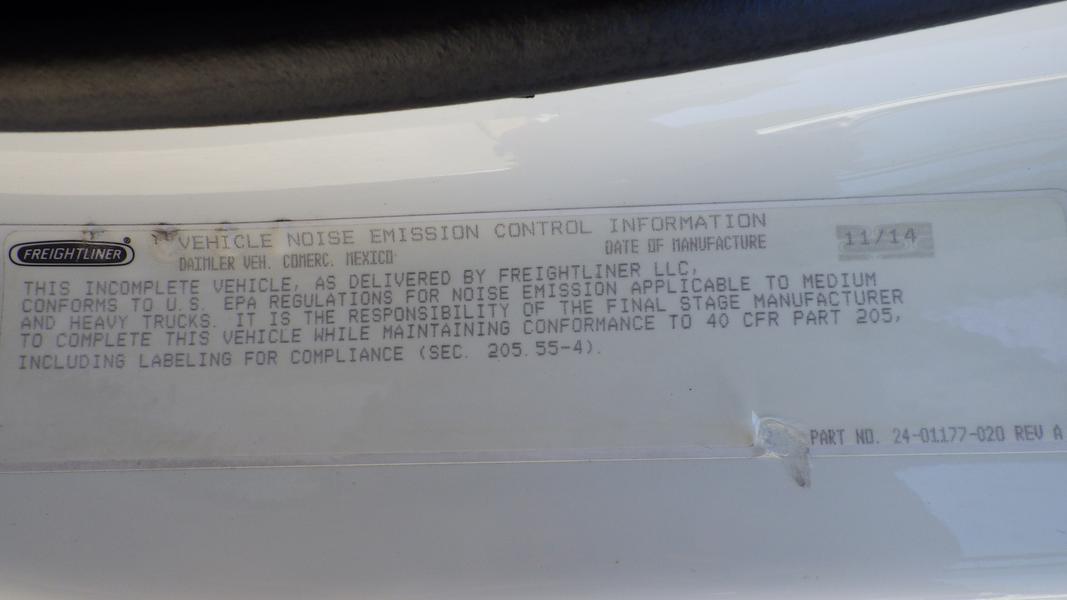 FREIGHTLINER®
VEHICLE NOISE EMISSION CONTROL INFORMATION
DAIMLER VEH. COMERC. MEXICO
DATE OF MANUFACTURE 11/14
THIS INCOMPLETE VEHICLE, AS DELIVERED BY FREIGHTLINER LLC,
CONFORMS TO U.S. EPA REGULATIONS FOR NOISE EMISSION APPLICABLE TO MEDIUM
AND HEAVY TRUCKS. IT IS THE RESPONSIBILITY OF THE FINAL STAGE MANUFACTURER
TO COMPLETE THIS VEHICLE WHILE MAINTAINING CONFORMANCE TO 40 CFR PART 205,
INCLUDING LABELING FOR COMPLIANCE (SEC. 205.55-4).
PART NO. 24-01177-020 REV A